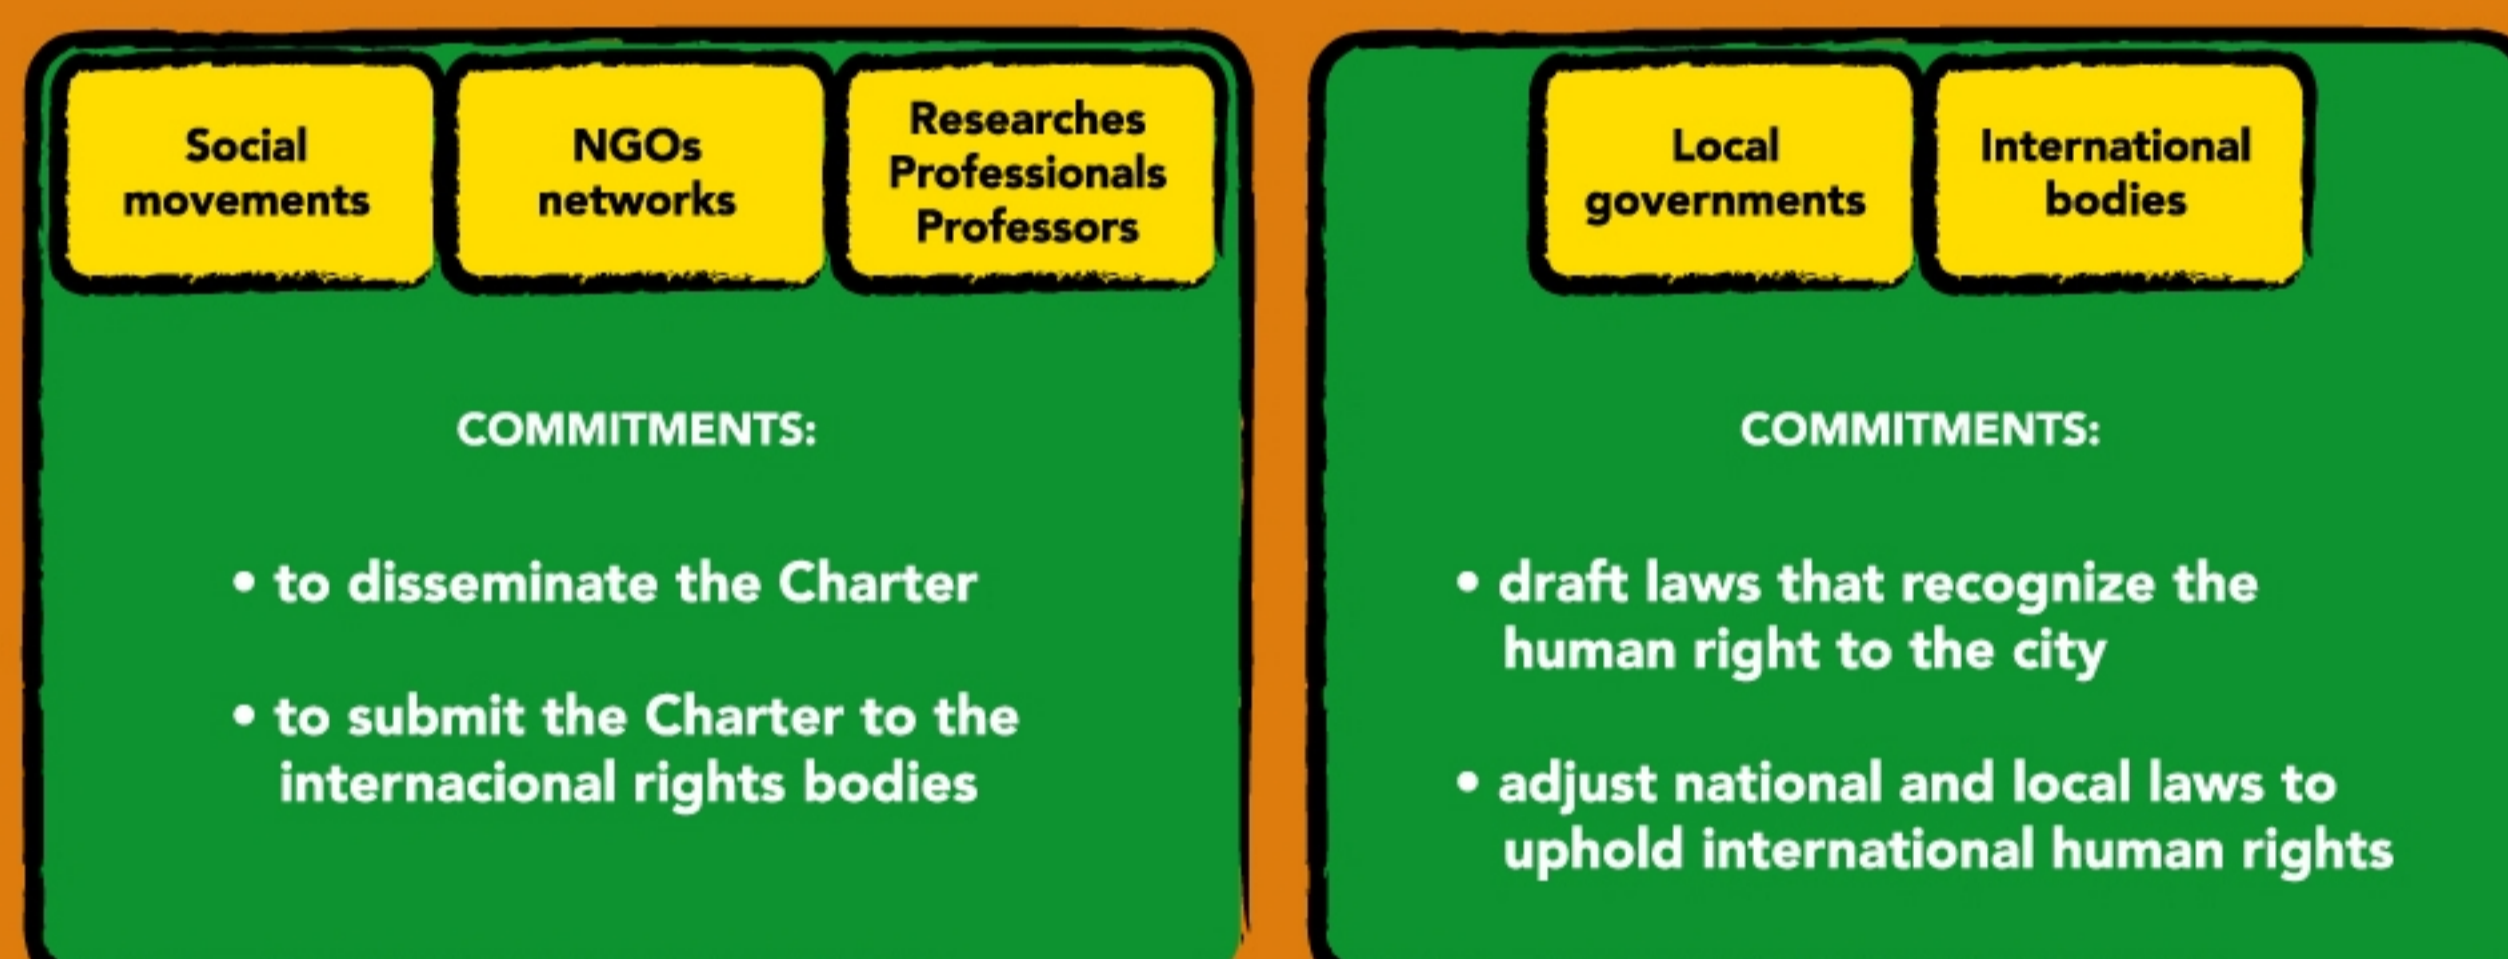 Social
movements
NGOs
networks
Researches
Professionals
Professors
COMMITMENTS:
• to disseminate the Charter
• to submit the Charter to the
internacional rights bodies
Local
governments
International
bodies
COMMITMENTS:
• draft laws that recognize the
human right to the city
• adjust national and local laws to
uphold international human rights